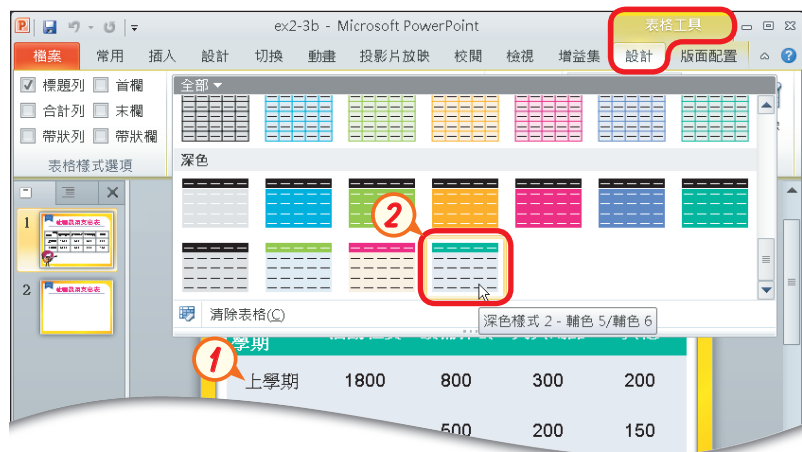 ex2-3b - Microsoft PowerPoint
表格工具
檔案 常用 插入 設計 切換 動畫 投影片放映 校閱 檢視 增益集 設計 版面配置
標題列 首欄
合計列 末欄
帶狀列 帶狀欄
表格樣式選項
全部
深色
2
清除表格(C)
深色樣式 2 - 輔色 5/輔色 6
1
2
學期
1
上學期 1800 800 300 200
600 200 150